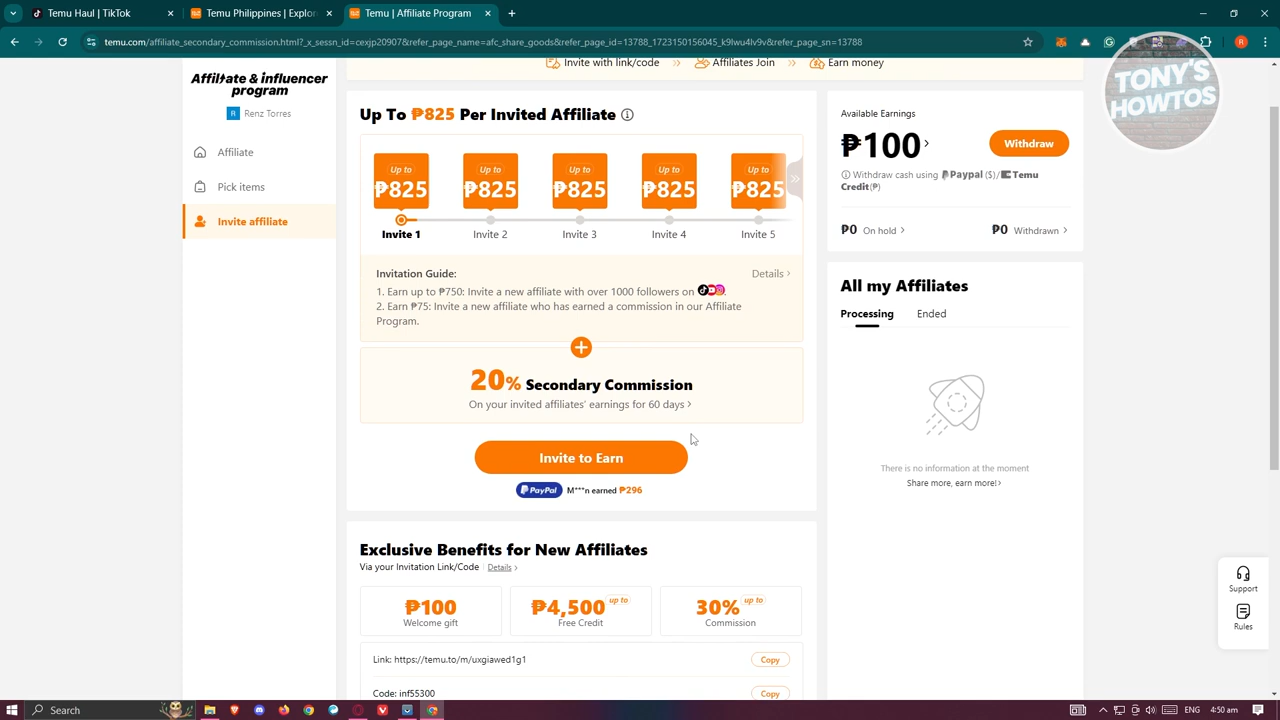 Temu Haul | TikTok
Temu Philippines | Explor
Temu | Affiliate Program
temu.com/affiliate_secondary_commission.html?_x_sessn_id=cexjp20907&refer_page_name=afc_share_goods&refer_page_id=13788_1723150156045_k9lwu4lv9v&refer_page_sn=13788
TONY'S
HOWTOS
Affiliate & influencer
program
Renz Torres
Affiliate
Pick items
Invite affiliate
Invite with link/code
Affiliates Join
Earn money
Up To ₱825 Per Invited Affiliate
Up to
₱825
Up to
₱825
Up to
₱825
Up to
₱825
Up to
₱825
Invite 1
Invite 2
Invite 3
Invite 4
Invite 5
Invitation Guide:
Details >
1. Earn up to ₱750: Invite a new affiliate with over 1000 followers on
2. Earn ₱75: Invite a new affiliate who has earned a commission in our Affiliate
Program.
20% Secondary Commission
On your invited affiliates' earnings for 60 days >
Invite to Earn
PayPal M***n earned ₱296
Exclusive Benefits for New Affiliates
Via your Invitation Link/Code
Details >
₱100
Welcome gift
₱4,500 up to
Free Credit
30% up to
Commission
Link: https://temu.to/m/uxgiawed1g1
Copy
Code: inf55300
Copy
Available Earnings
₱100 >
Withdraw
Withdraw cash using PayPal ($)/Temu
Credit(₱)
₱0 On hold >
₱0 Withdrawn >
All my Affiliates
Processing
Ended
There is no information at the moment
Share more, earn more! >
Support
Rules
Search
ENG
4:50 am